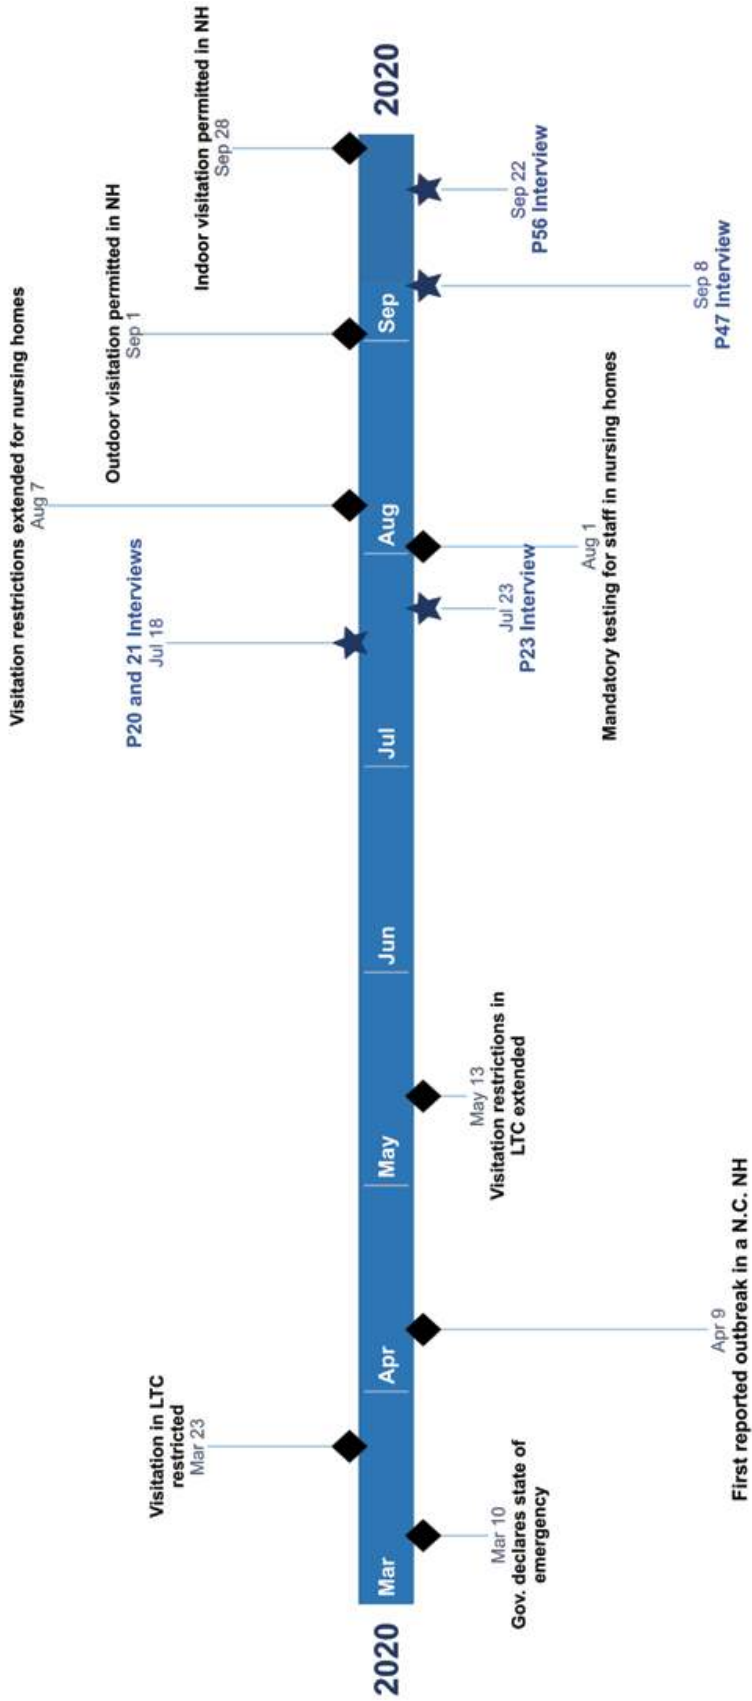 Visitation restrictions extended for nursing homes
Aug 7
P20 and 21 Interviews
Jul 18
Outdoor visitation permitted in NH
Sep 1
Visitation in LTC
restricted
Mar 23
Indoor visitation permitted in NH
Sep 28
2020
Mar
Apr
May
Jun
Jul
Aug
Sep
2020
Mar 10
Gov. declares state of
emergency
May 13
Visitation restrictions in
LTC extended
Jul 23
P23 Interview
Sep 22
P56 Interview
Aug 1
Mandatory testing for staff in nursing homes
Apr 9
First reported outbreak in a N.C. NH
Sep 8
P47 Interview